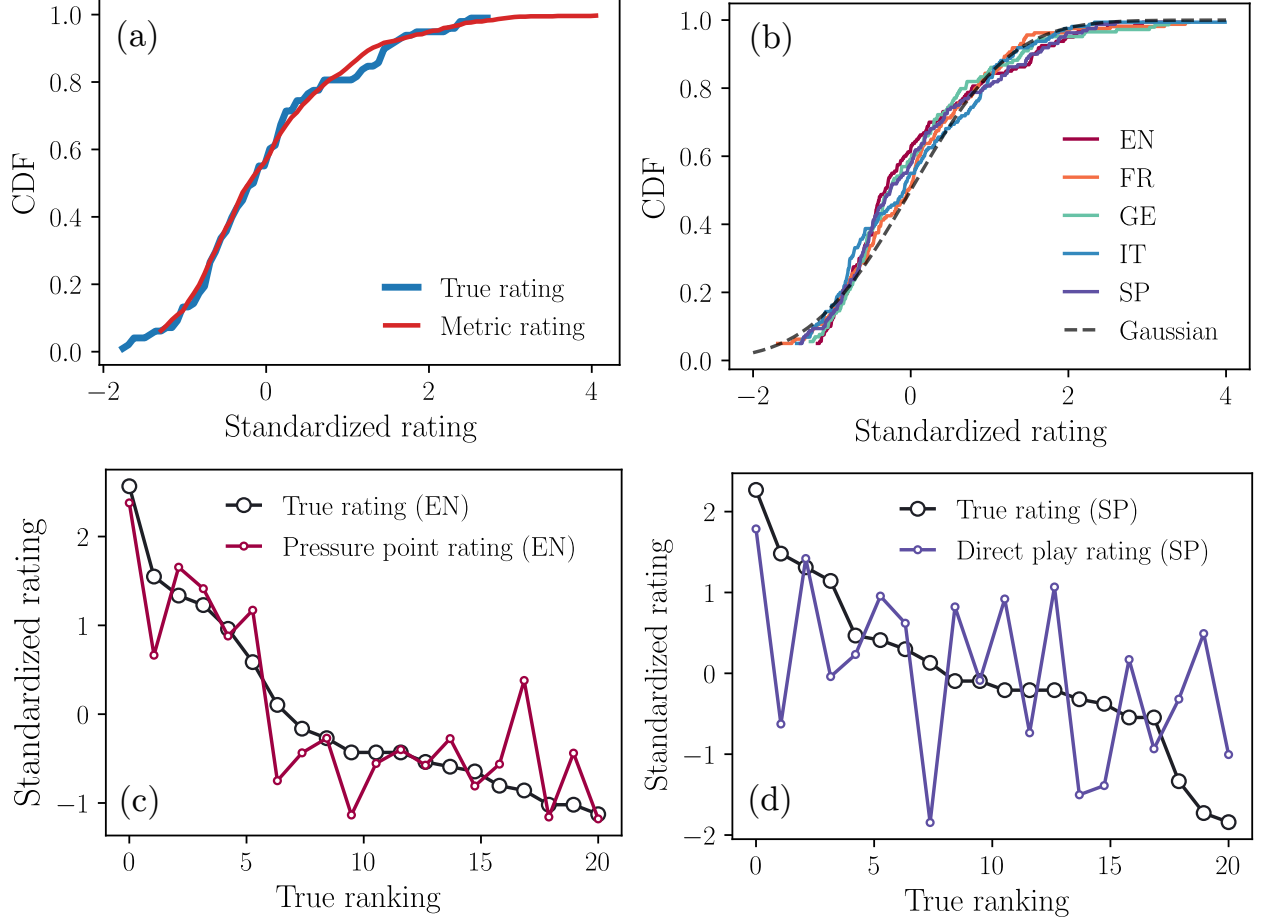 (a)
CDF
1.0
0.8
0.6
0.4
0.2
0.0
True rating
Metric rating
−2 0 2 4
Standardized rating
(b)
CDF
1.0
0.8
0.6
0.4
0.2
0.0
EN
FR
GE
IT
SP
Gaussian
−2 0 2 4
Standardized rating
(c)
Standardized rating
2
1
0
−1
True rating (EN)
Pressure point rating (EN)
0 5 10 15 20
True ranking
(d)
Standardized rating
2
1
0
−1
−2
True rating (SP)
Direct play rating (SP)
0 5 10 15 20
True ranking